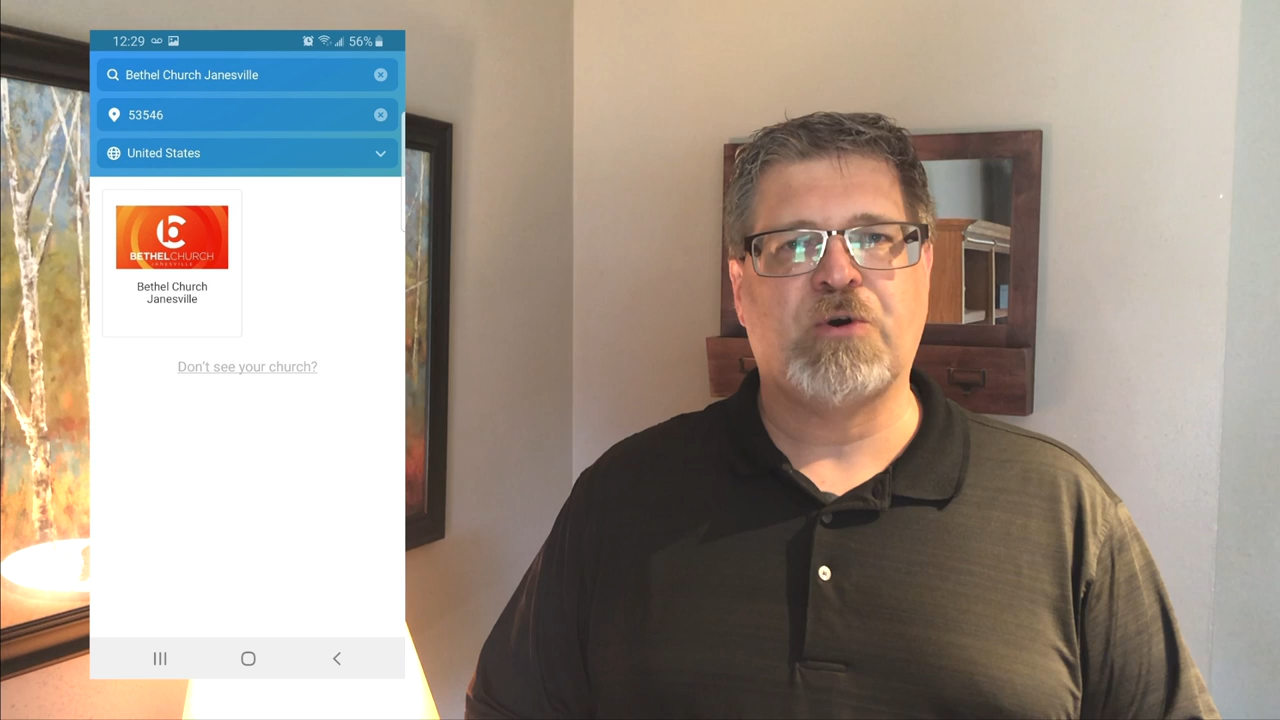 12:29
56%
Bethel Church Janesville
53546
United States
BETHELCHURCH
JANESVILLE
Bethel Church
Janesville
Don't see your church?